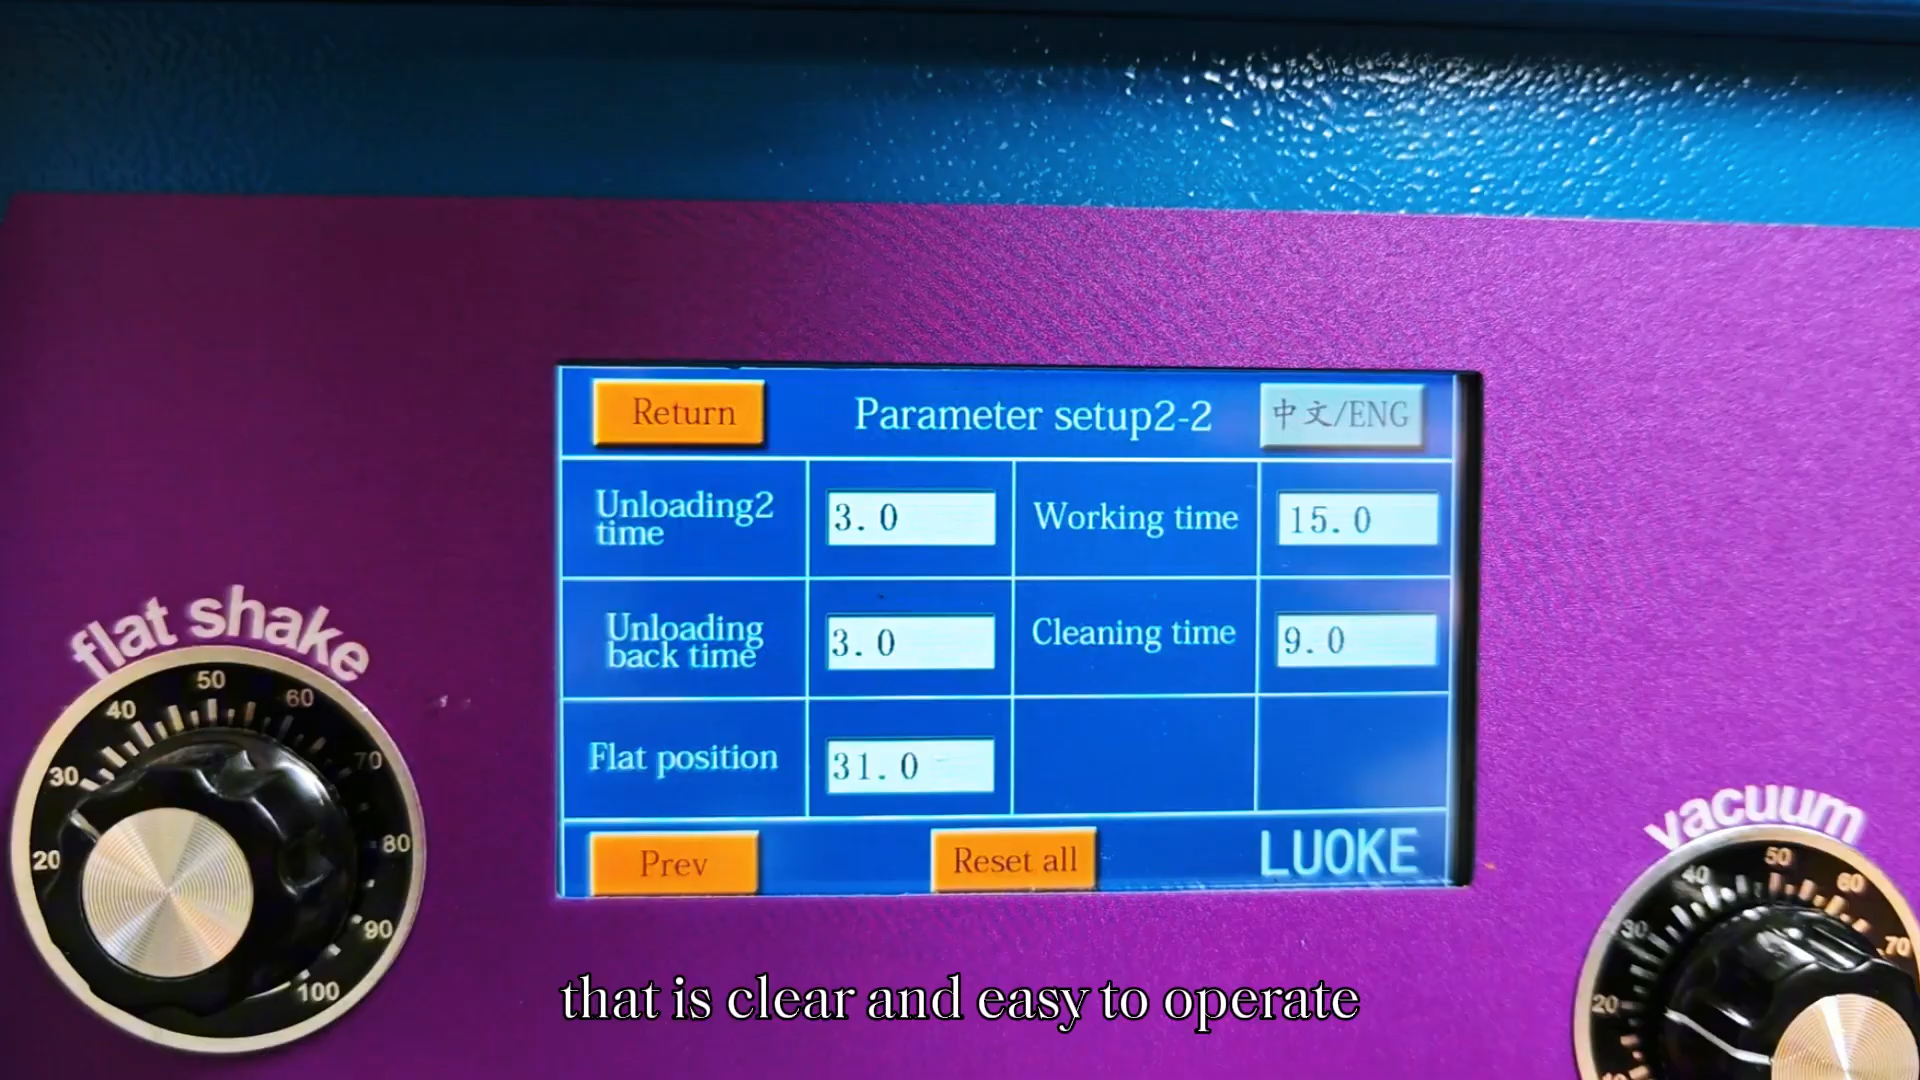 Return
Parameter setup2-2
中文/ENG
Unloading2
time
3.0
Working time
15.0
Unloading
back time
3.0
Cleaning time
9.0
Flat position
31.0
Prev
Reset all
LUOKE
flat shake
20
30
40
50
60
70
80
90
100
vacuum
20
30
40
50
60
70
that is clear and easy to operate